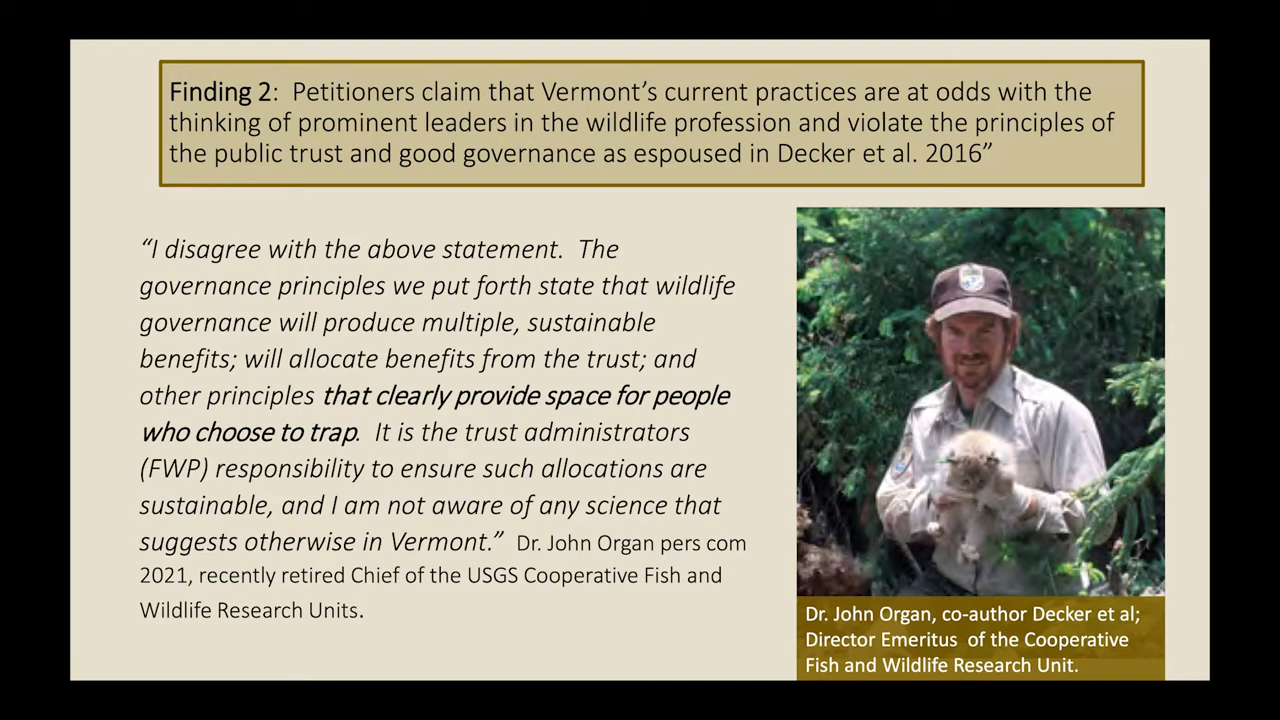 Finding 2:  Petitioners claim that Vermont’s current practices are at odds with the
thinking of prominent leaders in the wildlife profession and violate the principles of
the public trust and good governance as espoused in Decker et al. 2016”
“I disagree with the above statement.  The
governance principles we put forth state that wildlife
governance will produce multiple, sustainable
benefits; will allocate benefits from the trust; and
other principles that clearly provide space for people
who choose to trap.  It is the trust administrators
(FWP) responsibility to ensure such allocations are
sustainable, and I am not aware of any science that
suggests otherwise in Vermont.”  Dr. John Organ pers com
2021, recently retired Chief of the USGS Cooperative Fish and
Wildlife Research Units.
Dr. John Organ, co-author Decker et al;
Director Emeritus  of the Cooperative
Fish and Wildlife Research Unit.